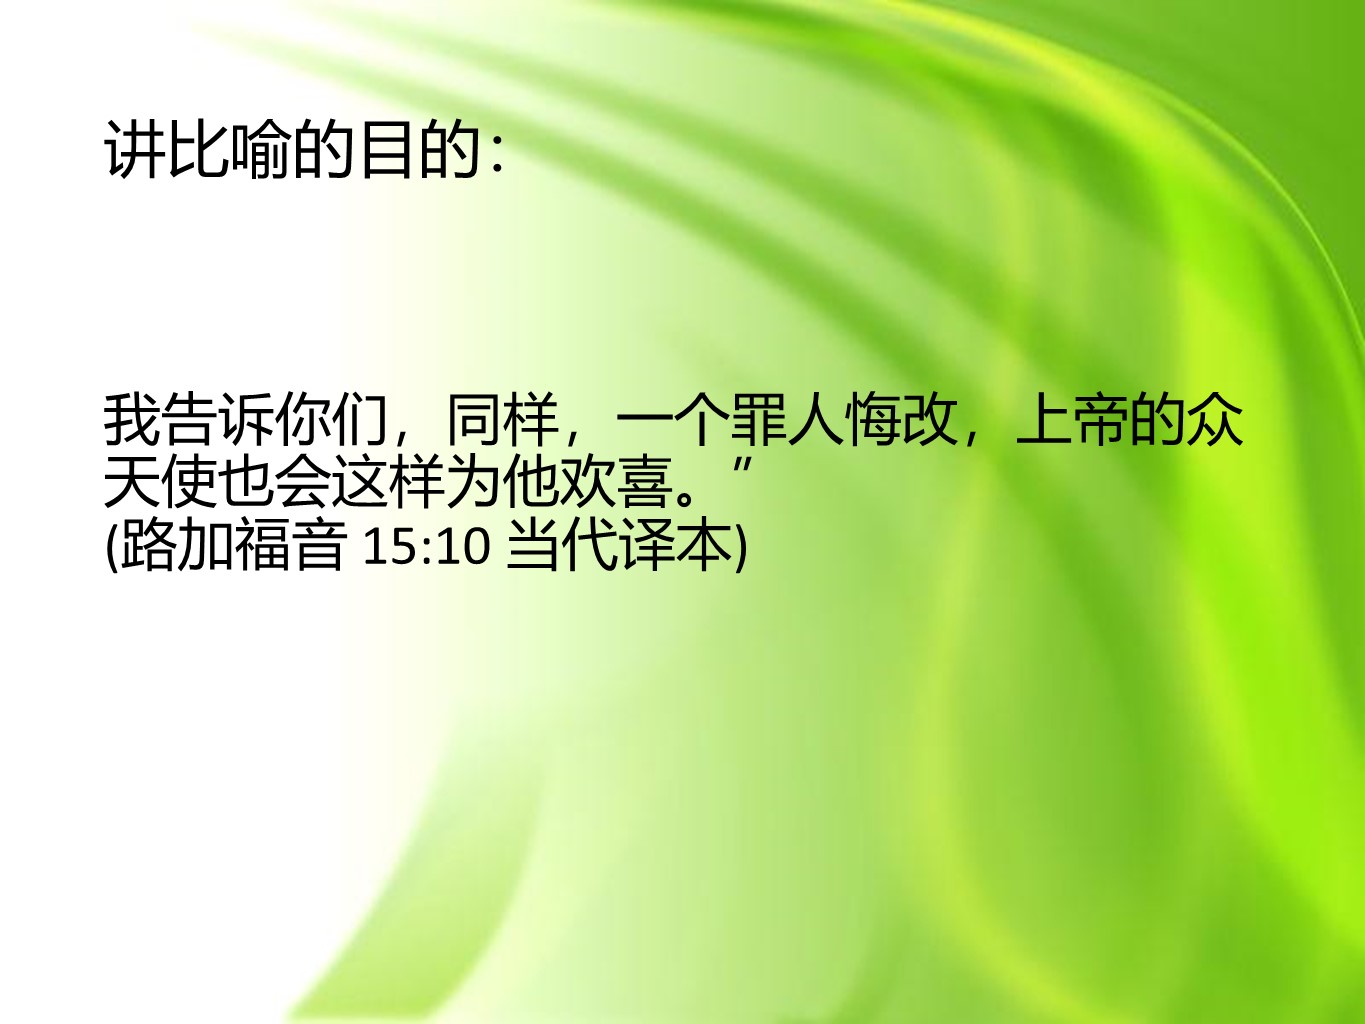 讲比喻的目的：
我告诉你们，同样，一个罪人悔改，上帝的众
天使也会这样为他欢喜。”
(路加福音 15:10 当代译本)